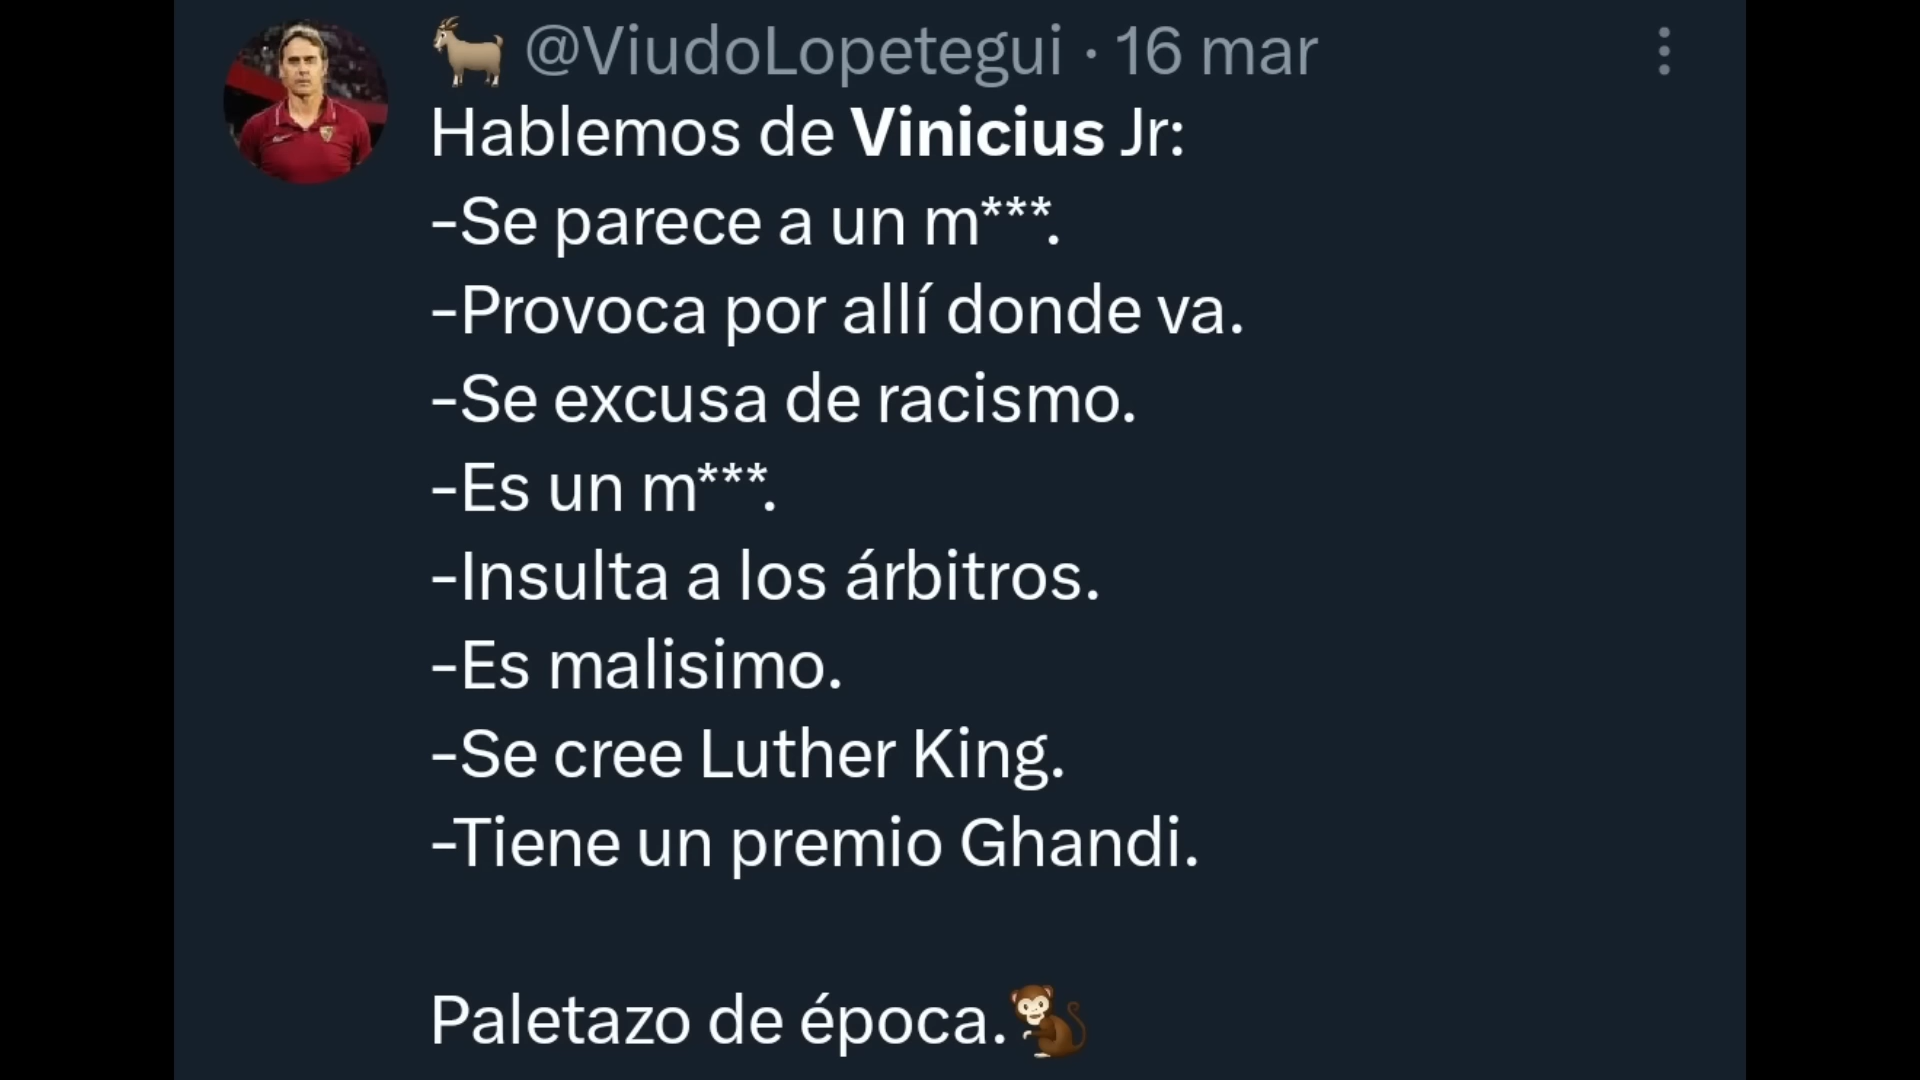 @ViudoLopetegui · 16 mar
Hablemos de Vinicius Jr:
-Se parece a un m***.
-Provoca por allí donde va.
-Se excusa de racismo.
-Es un m***.
-Insulta a los árbitros.
-Es malisimo.
-Se cree Luther King.
-Tiene un premio Ghandi.
Paletazo de época.